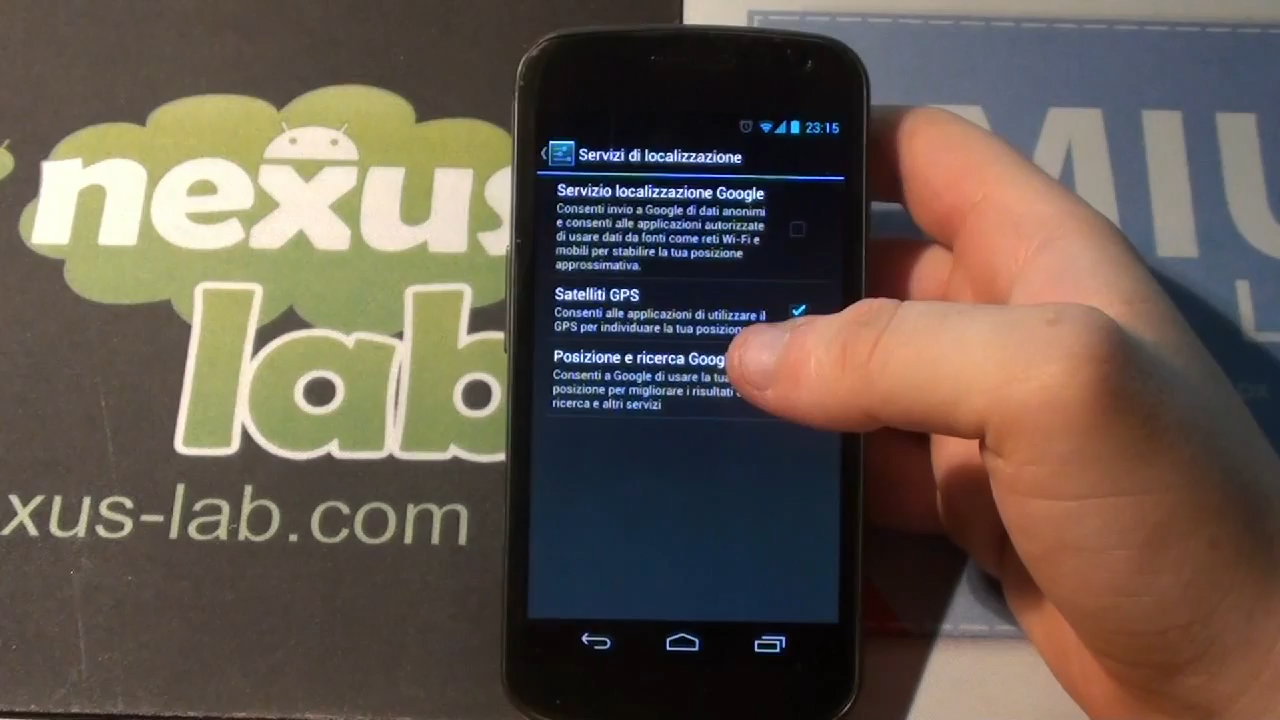 nexus
lab
xus-lab.com
MIU
L
23:15
Servizi di localizzazione
Servizio localizzazione Google
Consenti invio a Google di dati anonimi
e consenti alle applicazioni autorizzate
di usare dati da fonti come reti Wi-Fi e
mobili per stabilire la tua posizione
approssimativa.
Satelliti GPS
Consenti alle applicazioni di utilizzare il
GPS per individuare la tua posizione
Posizione e ricerca Goog
Consenti a Google di usare la tua
posizione per migliorare i risultati
ricerca e altri servizi